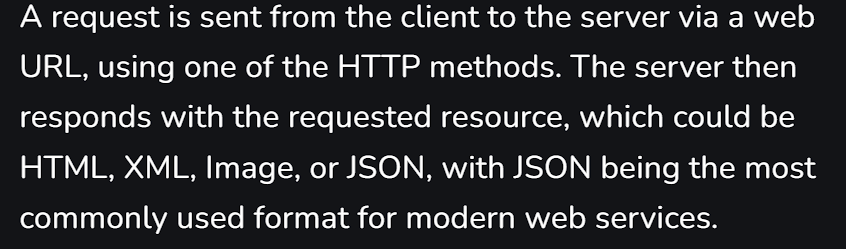 A request is sent from the client to the server via a web
URL, using one of the HTTP methods. The server then
responds with the requested resource, which could be
HTML, XML, Image, or JSON, with JSON being the most
commonly used format for modern web services.